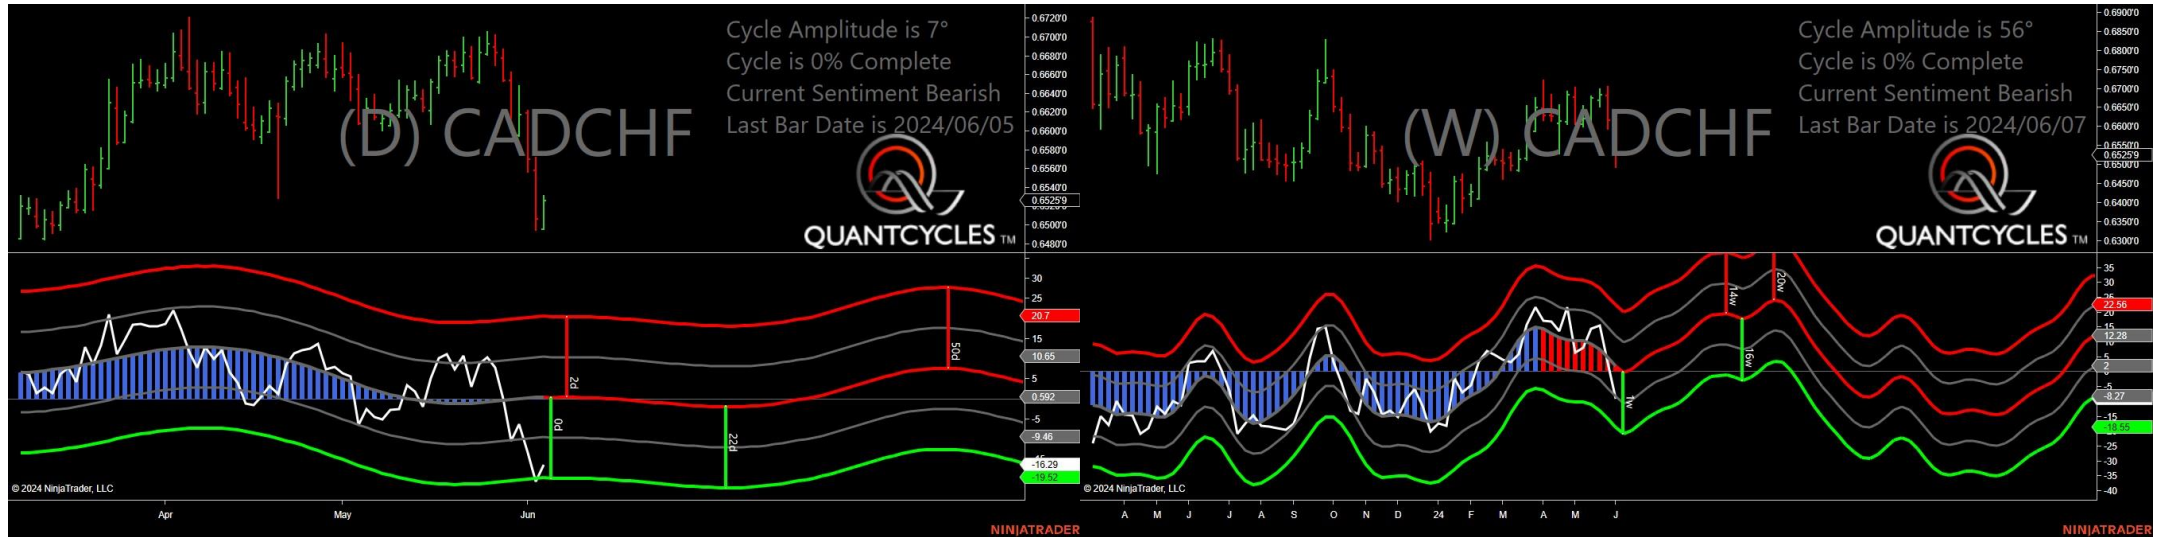 Cycle Amplitude is 7°
Cycle is 0% Complete
Current Sentiment Bearish
Last Bar Date is 2024/06/05
(D) CADCHF
QUANTCYCLES TM
0.6720'0
0.6700'0
0.6680'0
0.6660'0
0.6640'0
0.6620'0
0.6600'0
0.6580'0
0.6560'0
0.6540'0
0.6525'9
0.6500'0
0.6480'0
30
25
20.7
15
10.65
5
0.592
-5
-9.46
-16.29
-19.52
2d
0d
22d
50d
© 2024 NinjaTrader, LLC
Apr May Jun
NINJATRADER
Cycle Amplitude is 56°
Cycle is 0% Complete
Current Sentiment Bearish
Last Bar Date is 2024/06/07
(W) CADCHF
QUANTCYCLES TM
0.6900'0
0.6850'0
0.6800'0
0.6750'0
0.6700'0
0.6650'0
0.6600'0
0.6550'0
0.6525'9
0.6500'0
0.6450'0
0.6400'0
0.6350'0
0.6300'0
35
30
22.56
20
15
12.28
5
2
-5
-8.27
-15
-18.55
-25
-30
-35
-40
14w
20w
16w
1w
© 2024 NinjaTrader, LLC
A M J J A S O N D 24 F M A M J
NINJATRADER